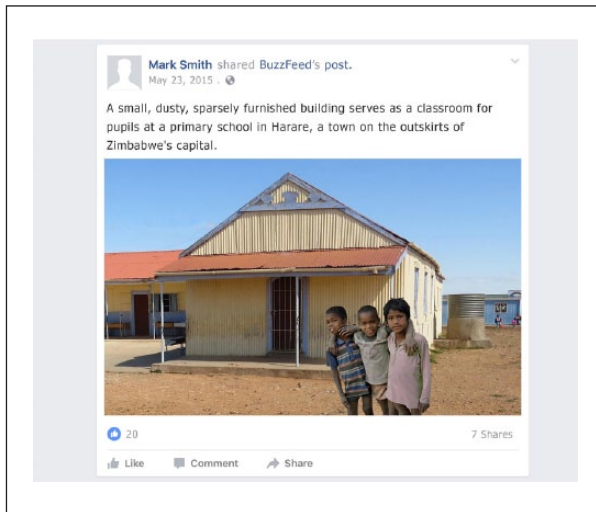 Mark Smith shared BuzzFeed's post.
May 23, 2015 .
A small, dusty, sparsely furnished building serves as a classroom for
pupils at a primary school in Harare, a town on the outskirts of
Zimbabwe's capital.
20
7 Shares
Like Comment Share